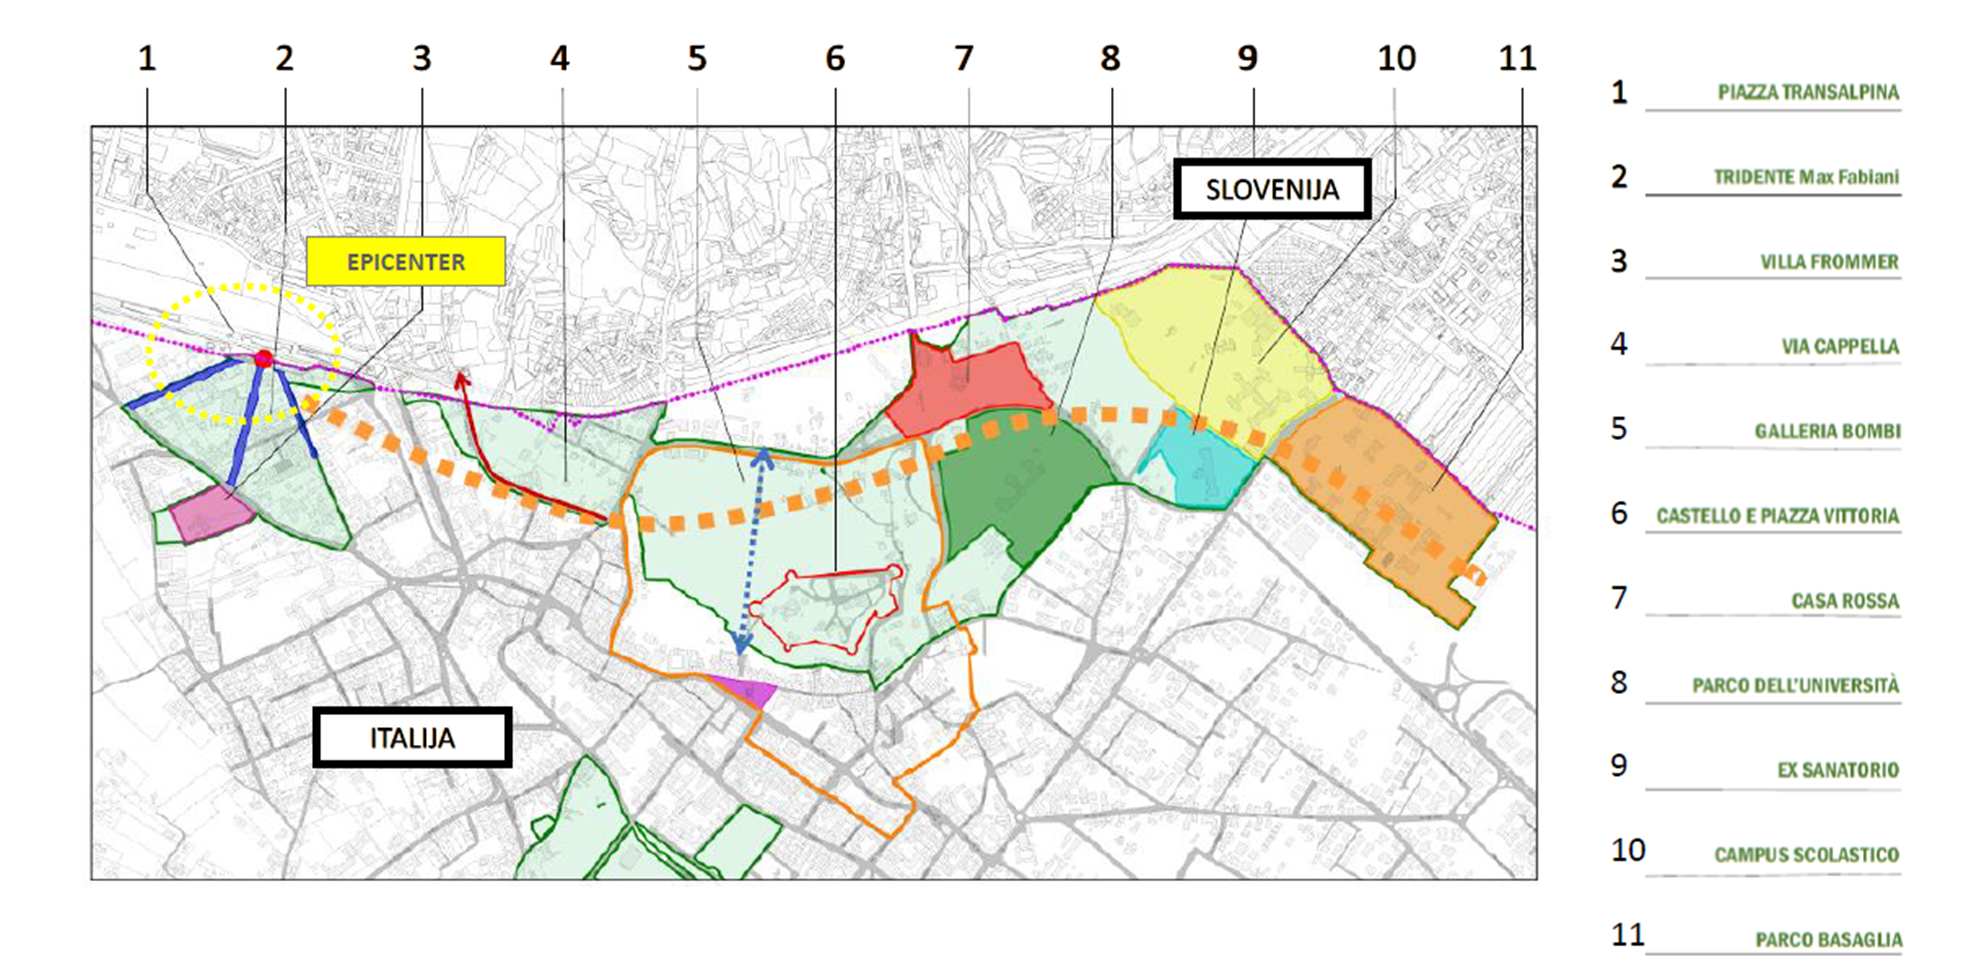 1 2 3 4 5 6 7 8 9 10 11
SLOVENIJA
EPICENTER
ITALIJA
1 PIAZZA TRANSALPINA
2 TRIDENTE Max Fabiani
3 VILLA FROMMER
4 VIA CAPPELLA
5 GALLERIA BOMBI
6 CASTELLO E PIAZZA VITTORIA
7 CASA ROSSA
8 PARCO DELL'UNIVERSITÀ
9 EX SANATORIO
10 CAMPUS SCOLASTICO
11 PARCO BASAGLIA